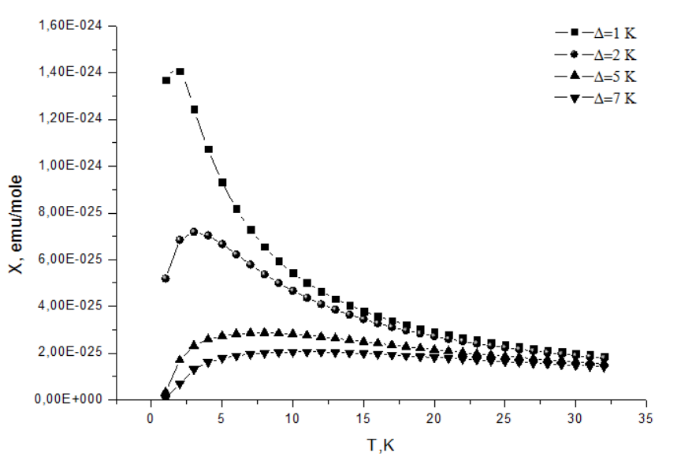 1,60E-024
1,40E-024
1,20E-024
1,00E-024
8,00E-025
6,00E-025
4,00E-025
2,00E-025
0,00E+000
X, emu/mole
0 5 10 15 20 25 30 35
T,K
Δ=1 K
Δ=2 K
Δ=5 K
Δ=7 K